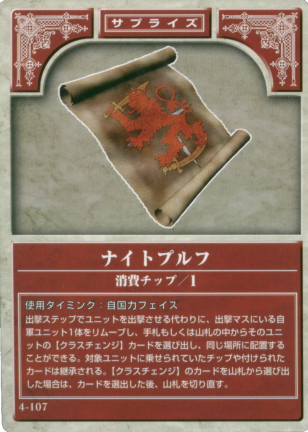 サプライズ
ナイトプルフ
消費チップ／1
使用タイミング：自国力フェイズ
出撃ステップでユニットを出撃させる代わりに、出撃マスにいる自
軍ユニット1体をリムーブし、手札もしくは山札の中からそのユニ
ットの【クラスチェンジ】カードを選び出し、同じ場所に配置する
ことができる。対象ユニットに乗せられていたチップや付けられた
カードは継承される。【クラスチェンジ】のカードを山札から選び出
した場合は、カードを選出した後、山札を切り直す。
4-107